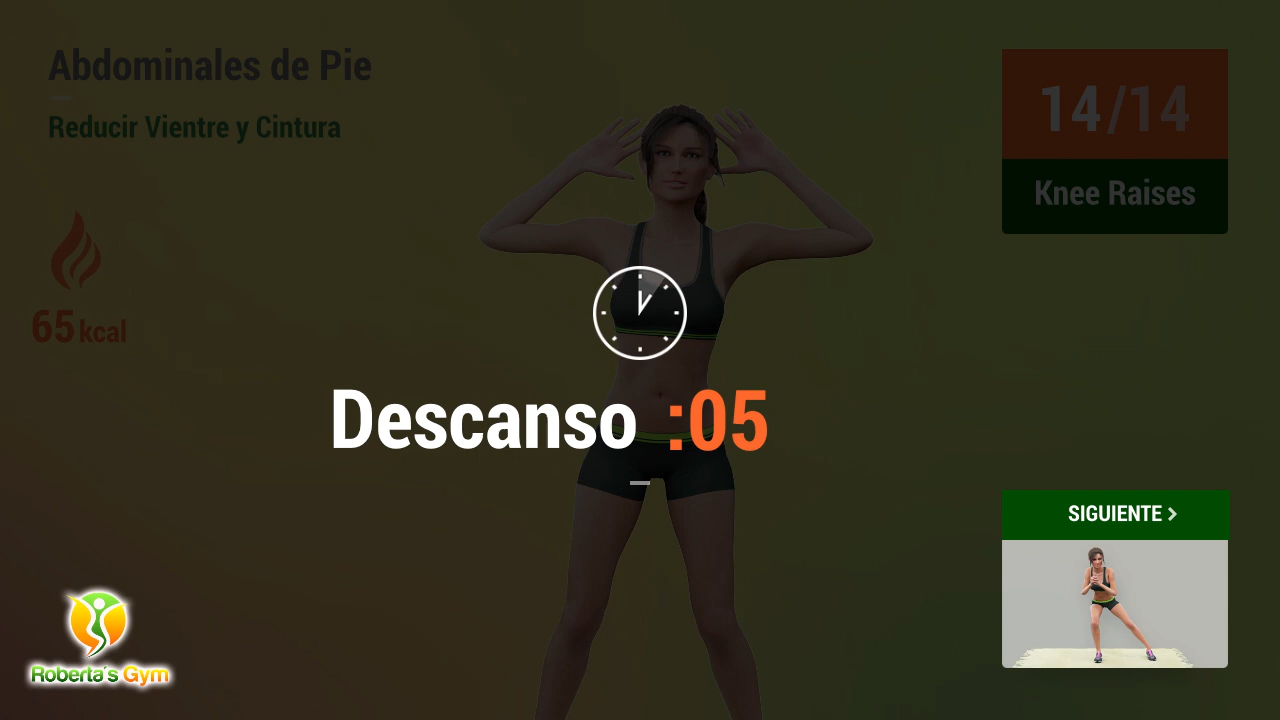 Abdominales de Pie
Reducir Vientre y Cintura
14/14
Knee Raises
65 kcal
Descanso :05
SIGUIENTE >
Roberta's Gym